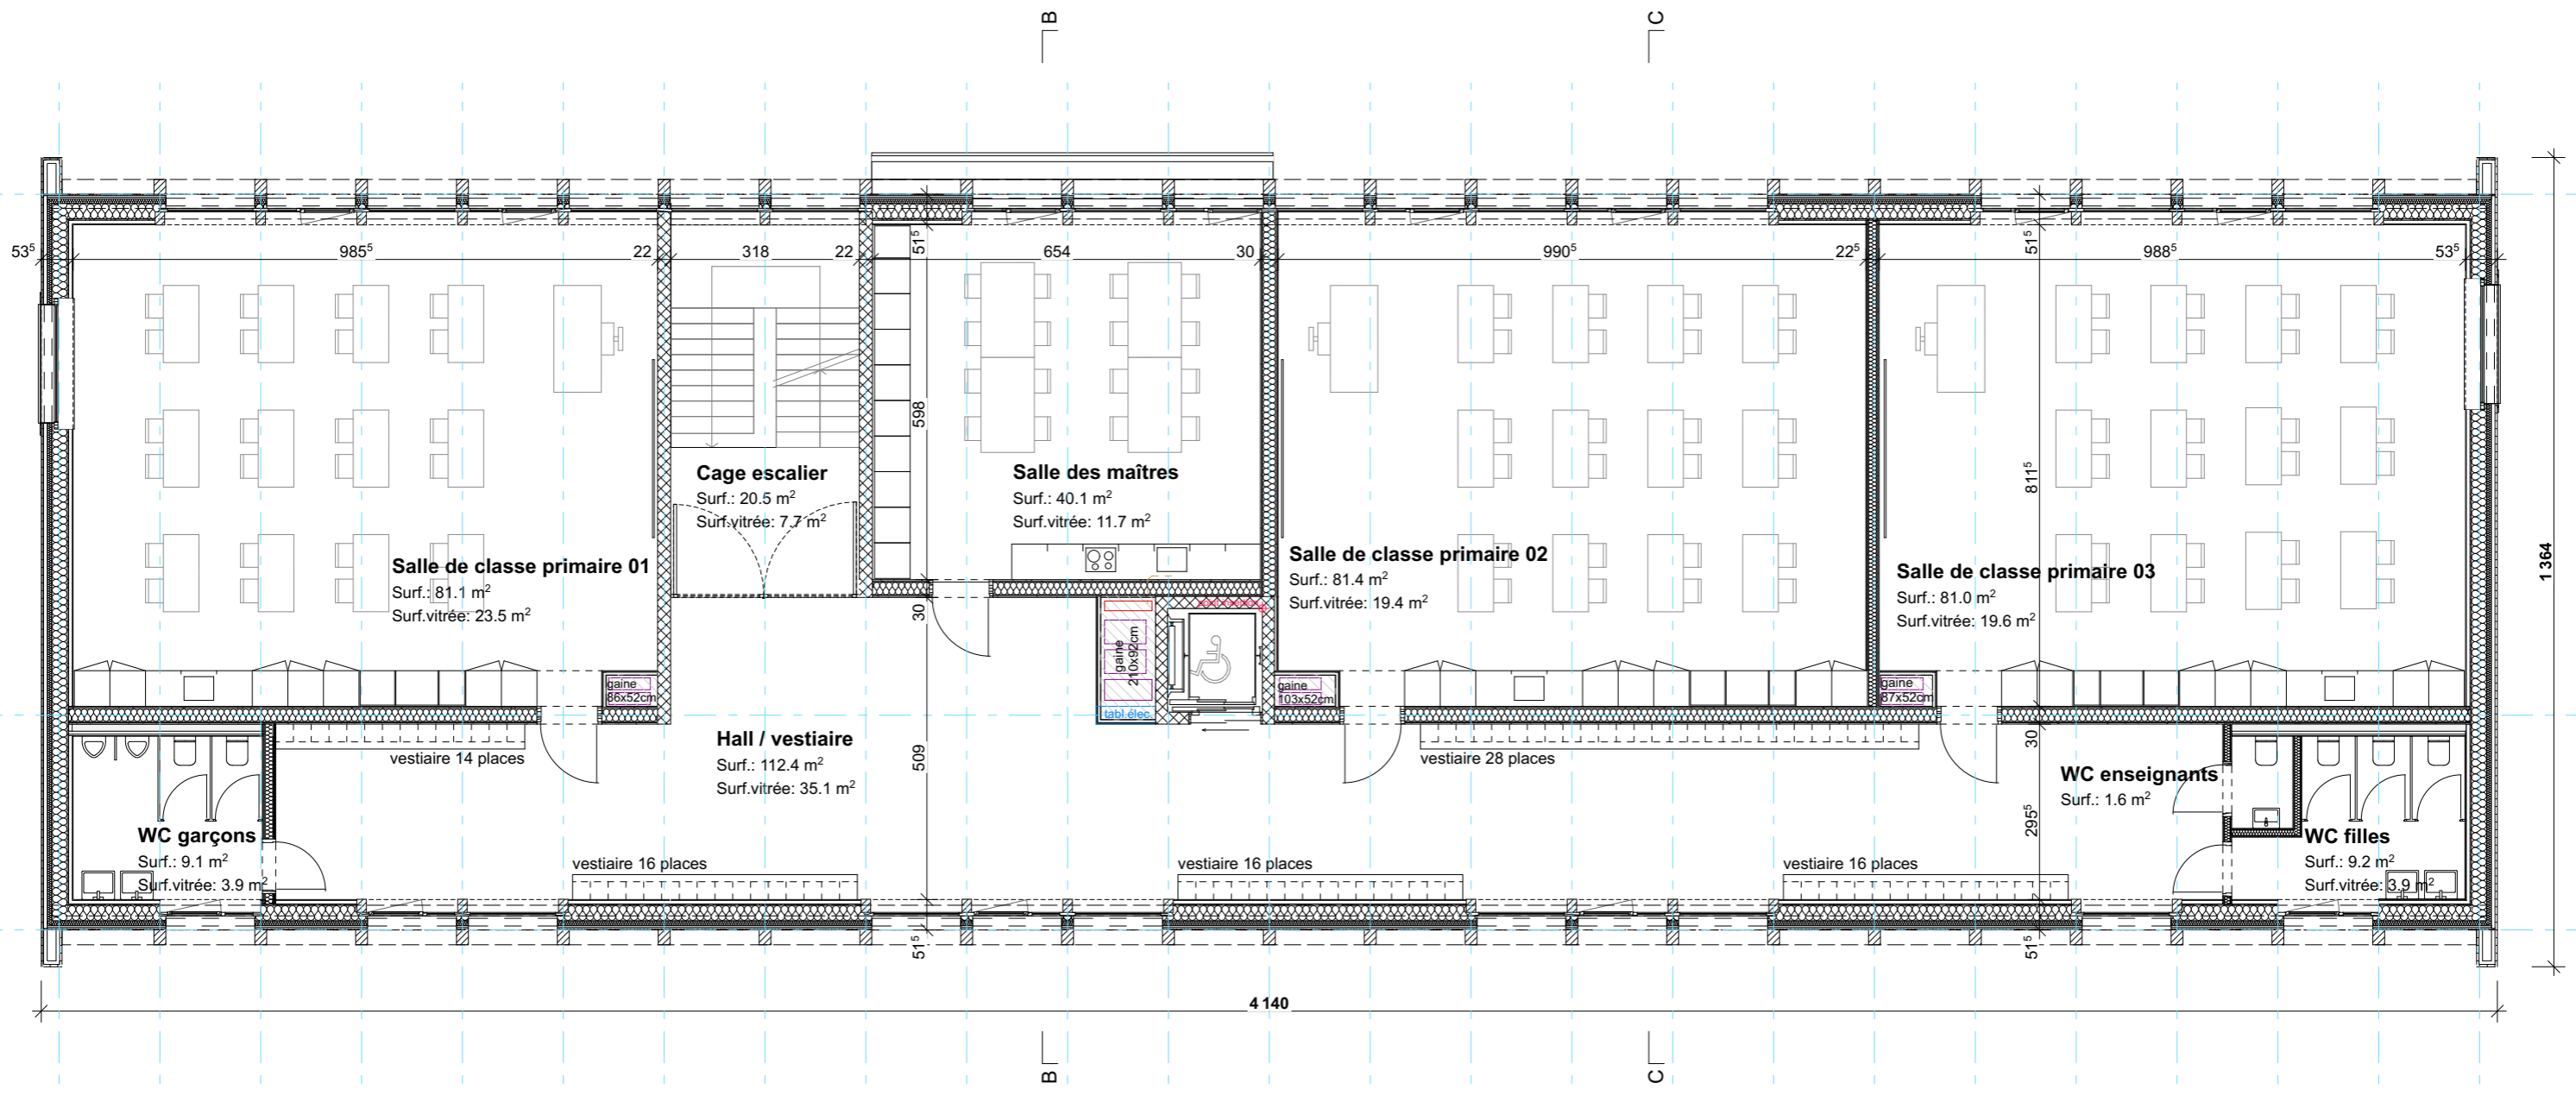 B
C
53⁵
985⁵
22
318
22
51⁵
654
30
990⁵
22⁵
51⁵
988⁵
53⁵
598
811⁵
1364
Cage escalier
Surf.: 20.5 m²
Surf.vitrée: 7.7 m²
Salle des maîtres
Surf.: 40.1 m²
Surf.vitrée: 11.7 m²
Salle de classe primaire 01
Surf.: 81.1 m²
Surf.vitrée: 23.5 m²
Salle de classe primaire 02
Surf.: 81.4 m²
Surf.vitrée: 19.4 m²
Salle de classe primaire 03
Surf.: 81.0 m²
Surf.vitrée: 19.6 m²
30
gaine
210x92cm
gaine
86x52cm
gaine
103x52cm
gaine
87x52cm
tabl.élec.
Hall / vestiaire
Surf.: 112.4 m²
Surf.vitrée: 35.1 m²
509
30
vestiaire 14 places
vestiaire 28 places
WC enseignants
Surf.: 1.6 m²
295⁵
WC garçons
Surf.: 9.1 m²
Surf.vitrée: 3.9 m²
WC filles
Surf.: 9.2 m²
Surf.vitrée: 3.9 m²
vestiaire 16 places
vestiaire 16 places
vestiaire 16 places
51⁵
51⁵
4140
B
C